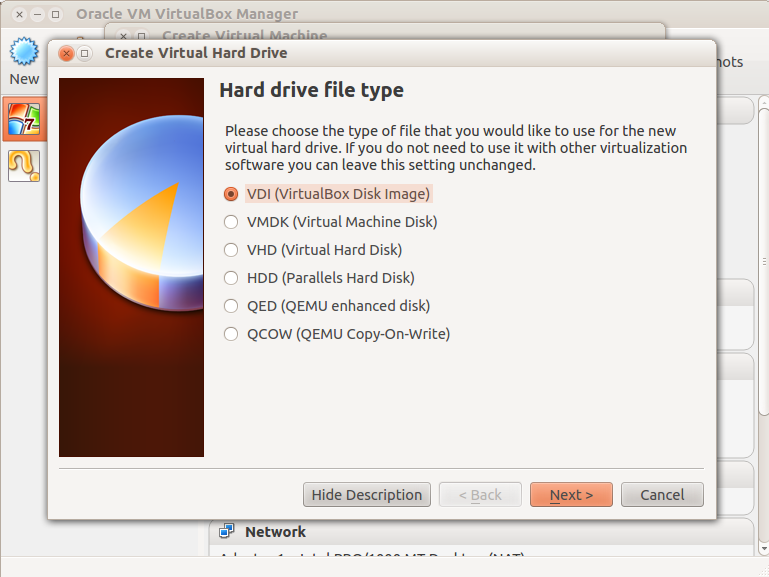 Oracle VM VirtualBox Manager
Create Virtual Machine
New
Create Virtual Hard Drive
Hard drive file type
Please choose the type of file that you would like to use for the new
virtual hard drive. If you do not need to use it with other virtualization
software you can leave this setting unchanged.
VDI (VirtualBox Disk Image)
VMDK (Virtual Machine Disk)
VHD (Virtual Hard Disk)
HDD (Parallels Hard Disk)
QED (QEMU enhanced disk)
QCOW (QEMU Copy-On-Write)
Hide Description
< Back
Next >
Cancel
Network